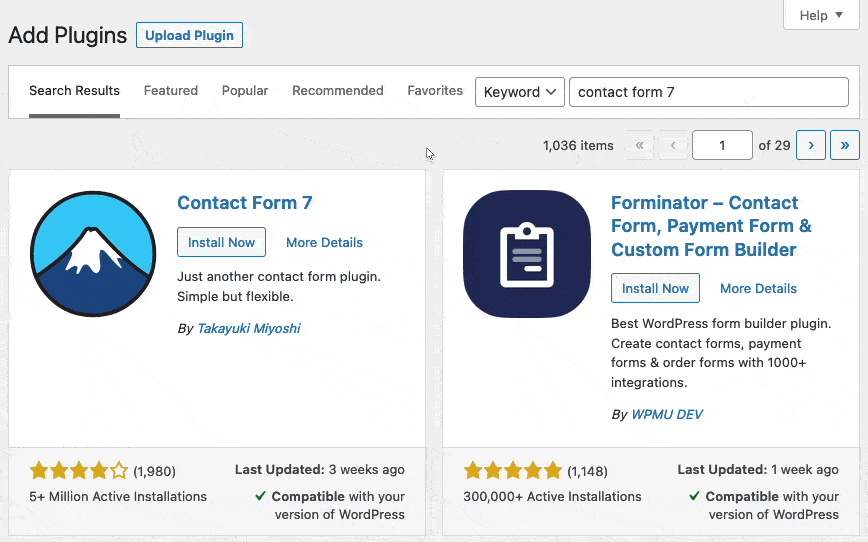 Help
Add Plugins Upload Plugin
Search Results Featured Popular Recommended Favorites Keyword contact form 7
1,036 items « ‹ 1 of 29 › »
Contact Form 7
Install Now More Details
Just another contact form plugin.
Simple but flexible.
By Takayuki Miyoshi
(1,980)
5+ Million Active Installations
Last Updated: 3 weeks ago
Compatible with your
version of WordPress
Forminator – Contact
Form, Payment Form &
Custom Form Builder
Install Now More Details
Best WordPress form builder plugin.
Create contact forms, payment
forms & order forms with 1000+
integrations.
By WPMU DEV
(1,148)
300,000+ Active Installations
Last Updated: 1 week ago
Compatible with your
version of WordPress